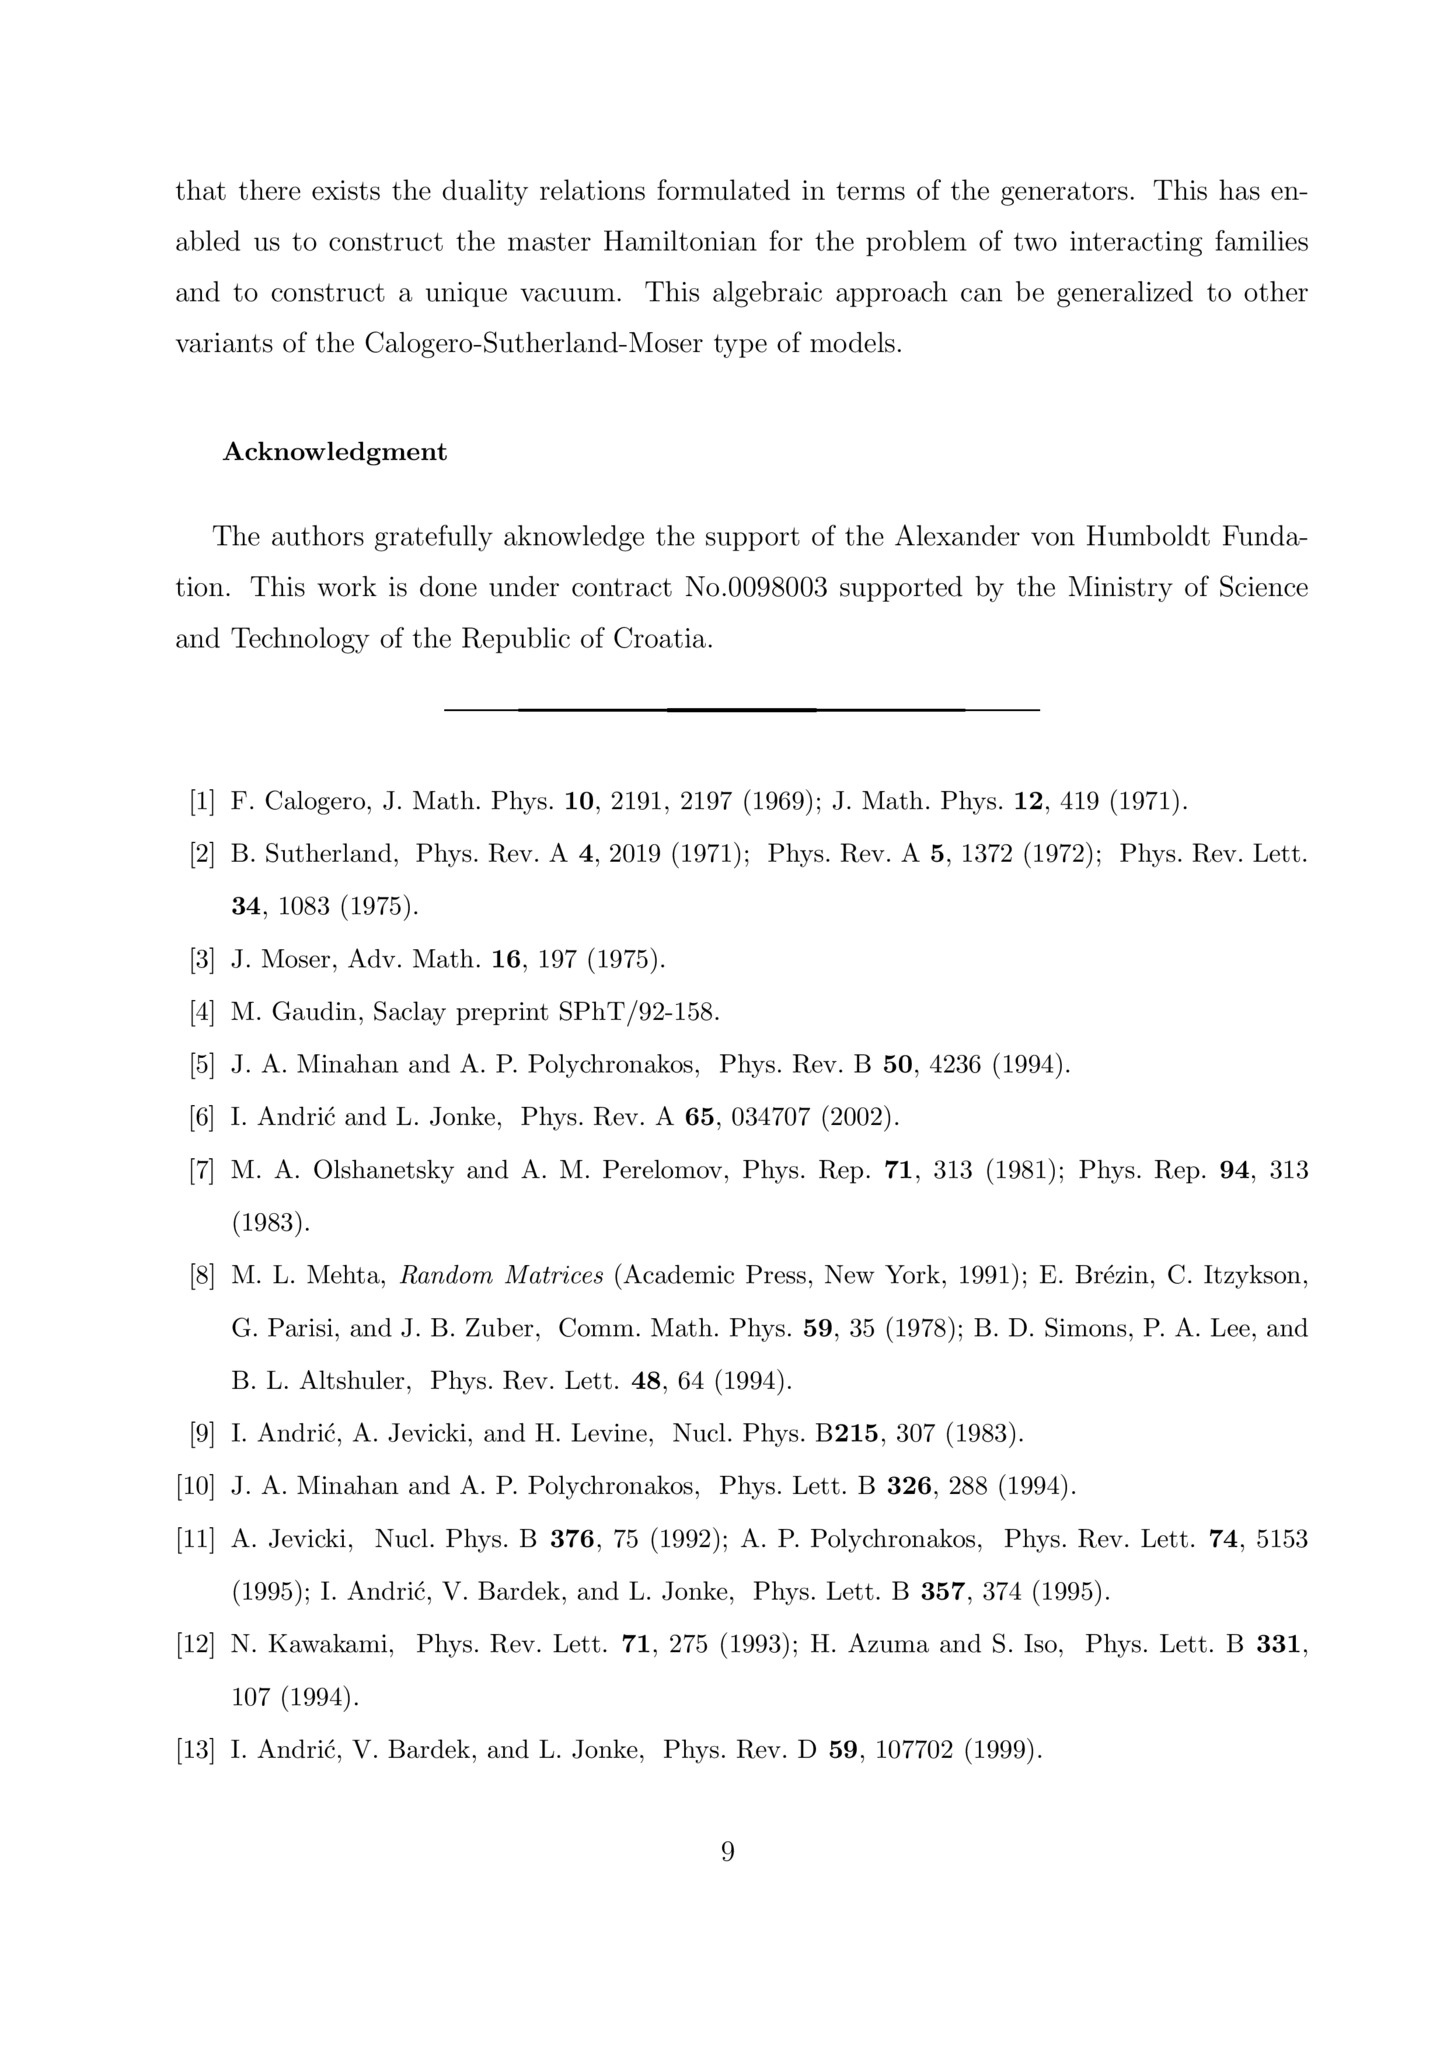 that there exists the duality relations formulated in terms of the generators. This has en-
abled us to construct the master Hamiltonian for the problem of two interacting families
and to construct a unique vacuum. This algebraic approach can be generalized to other
variants of the Calogero-Sutherland-Moser type of models.
Acknowledgment
The authors gratefully aknowledge the support of the Alexander von Humboldt Funda-
tion. This work is done under contract No.0098003 supported by the Ministry of Science
and Technology of the Republic of Croatia.
[1] F. Calogero, J. Math. Phys. 10, 2191, 2197 (1969); J. Math. Phys. 12, 419 (1971).
[2] B. Sutherland, Phys. Rev. A 4, 2019 (1971); Phys. Rev. A 5, 1372 (1972); Phys. Rev. Lett.
34, 1083 (1975).
[3] J. Moser, Adv. Math. 16, 197 (1975).
[4] M. Gaudin, Saclay preprint SPhT/92-158.
[5] J. A. Minahan and A. P. Polychronakos, Phys. Rev. B 50, 4236 (1994).
[6] I. Andrić and L. Jonke, Phys. Rev. A 65, 034707 (2002).
[7] M. A. Olshanetsky and A. M. Perelomov, Phys. Rep. 71, 313 (1981); Phys. Rep. 94, 313
(1983).
[8] M. L. Mehta, Random Matrices (Academic Press, New York, 1991); E. Brézin, C. Itzykson,
G. Parisi, and J. B. Zuber, Comm. Math. Phys. 59, 35 (1978); B. D. Simons, P. A. Lee, and
B. L. Altshuler, Phys. Rev. Lett. 48, 64 (1994).
[9] I. Andrić, A. Jevicki, and H. Levine, Nucl. Phys. B215, 307 (1983).
[10] J. A. Minahan and A. P. Polychronakos, Phys. Lett. B 326, 288 (1994).
[11] A. Jevicki, Nucl. Phys. B 376, 75 (1992); A. P. Polychronakos, Phys. Rev. Lett. 74, 5153
(1995); I. Andrić, V. Bardek, and L. Jonke, Phys. Lett. B 357, 374 (1995).
[12] N. Kawakami, Phys. Rev. Lett. 71, 275 (1993); H. Azuma and S. Iso, Phys. Lett. B 331,
107 (1994).
[13] I. Andrić, V. Bardek, and L. Jonke, Phys. Rev. D 59, 107702 (1999).
9